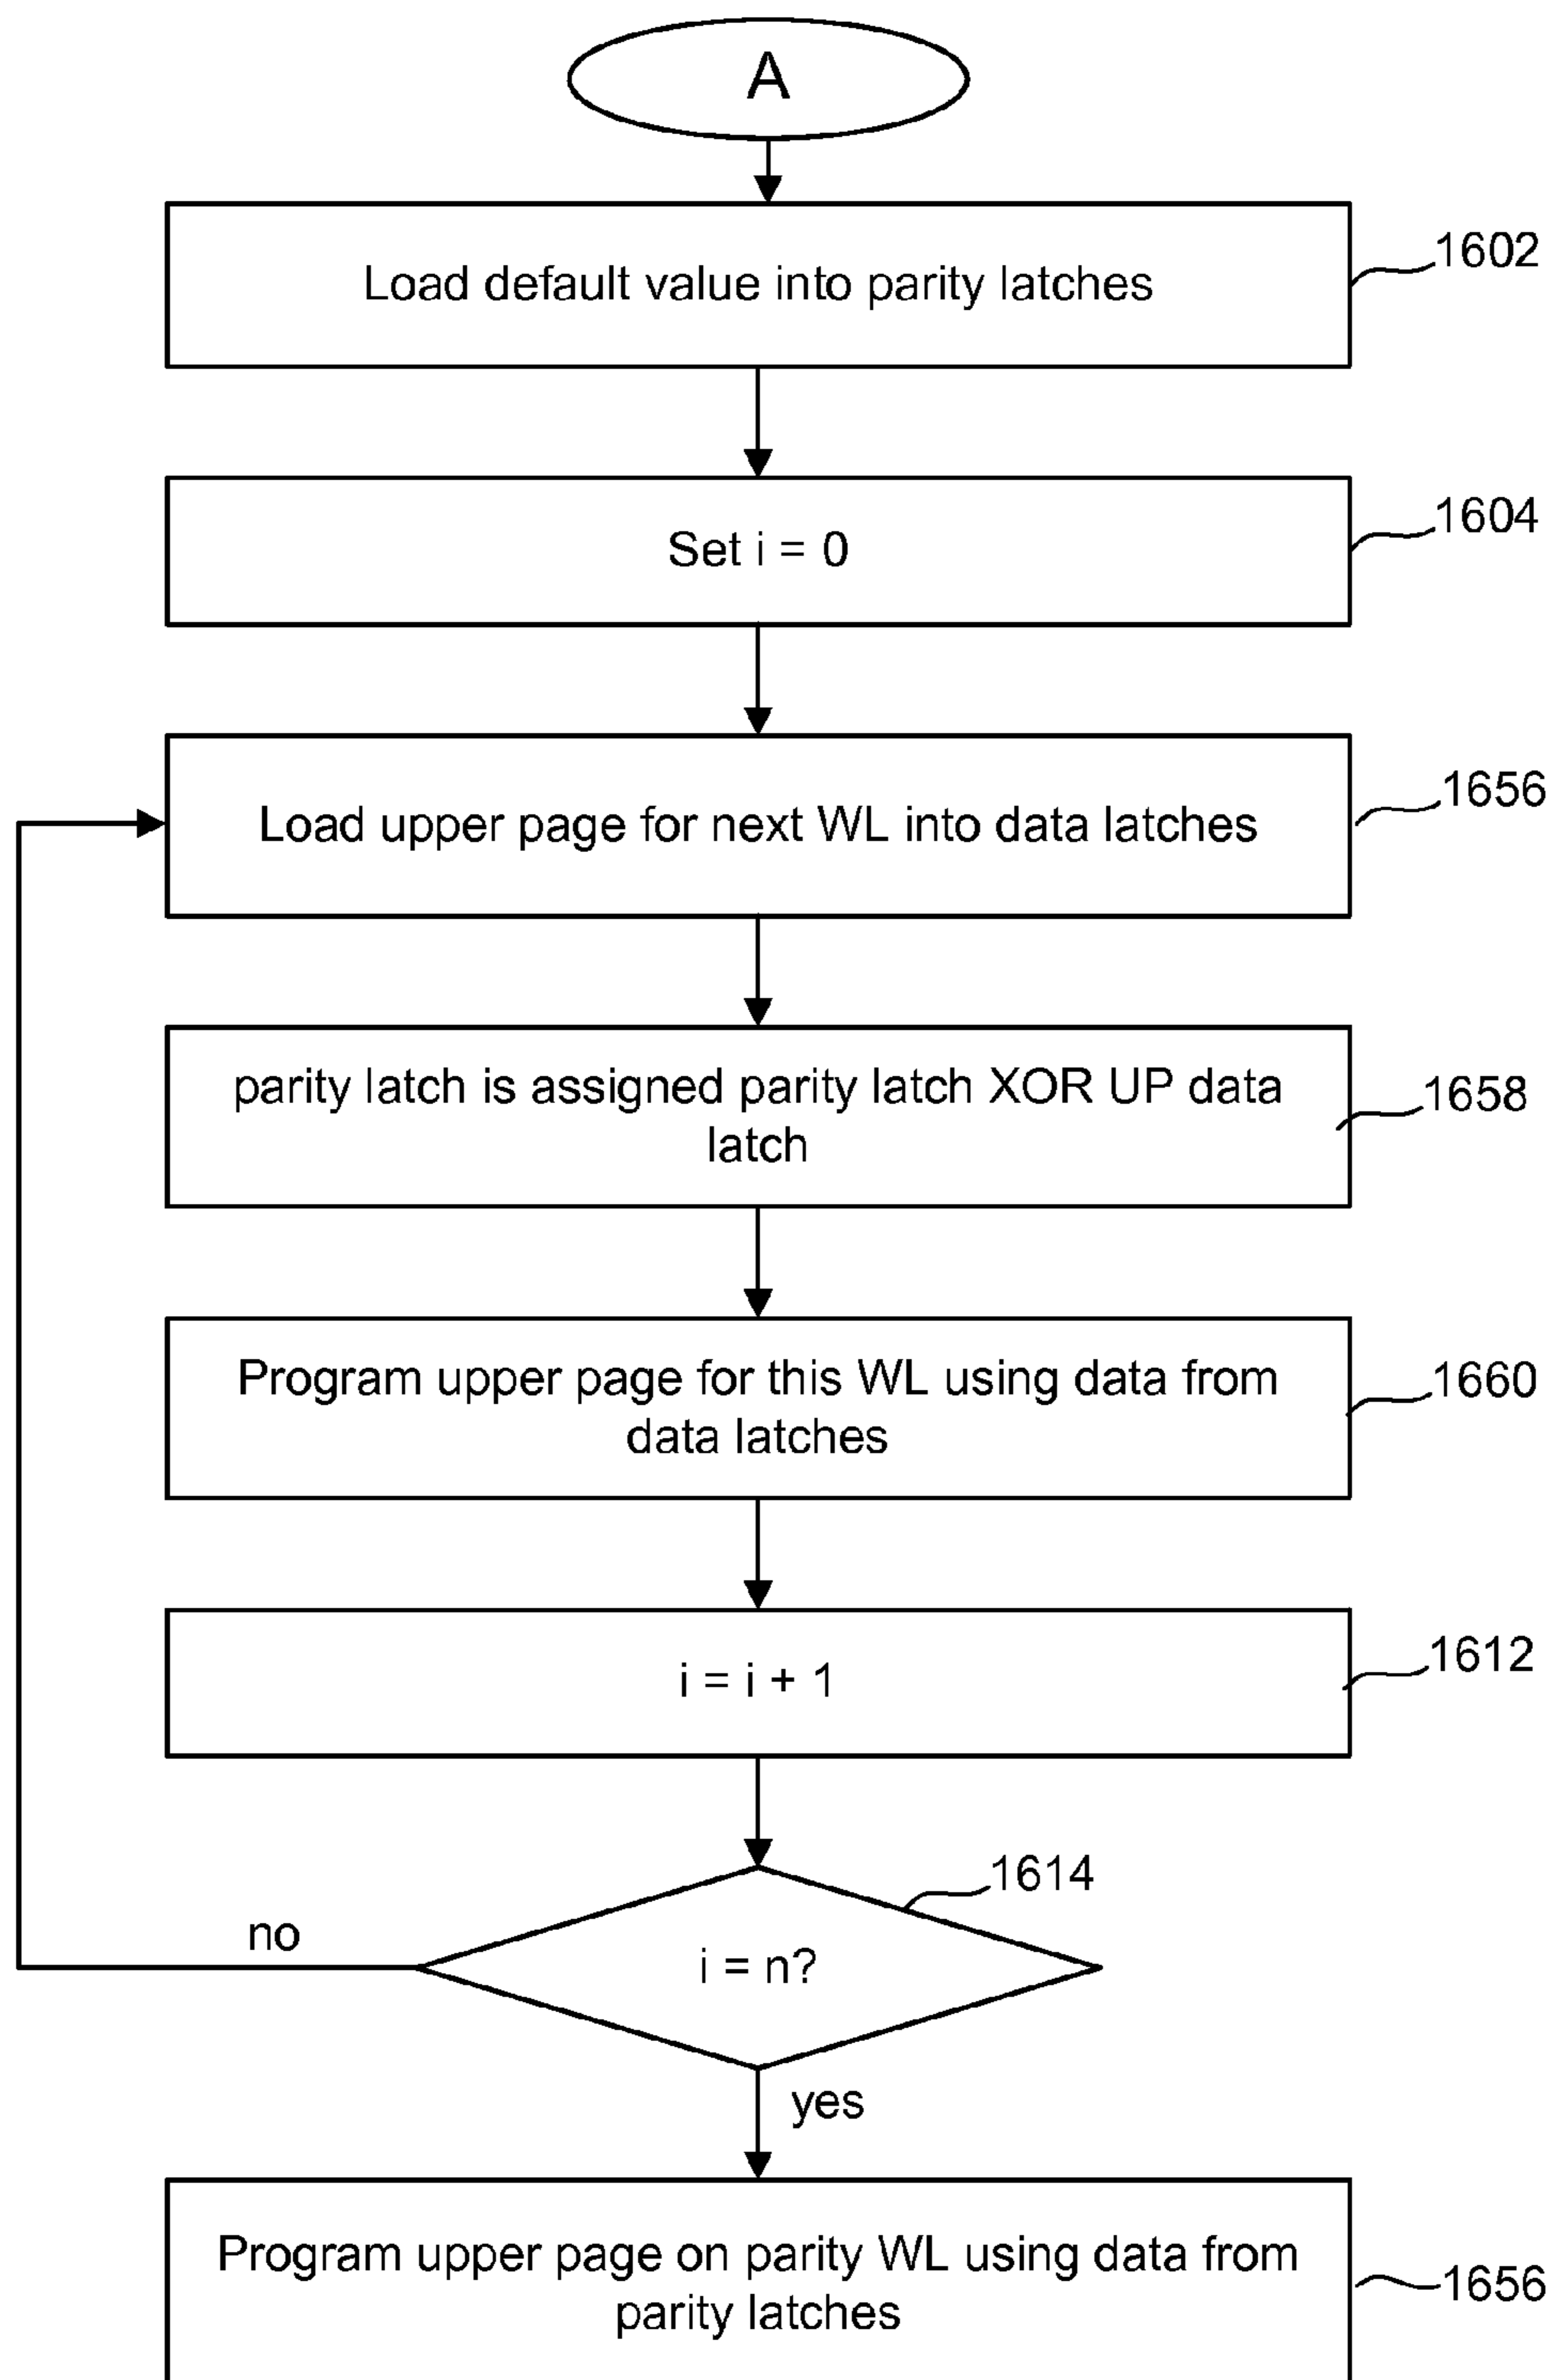 A
Load default value into parity latches
1602
Set i = 0
1604
Load upper page for next WL into data latches
1656
parity latch is assigned parity latch XOR UP data
latch
1658
Program upper page for this WL using data from
data latches
1660
i = i + 1
1612
1614
i = n?
no
yes
Program upper page on parity WL using data from
parity latches
1656